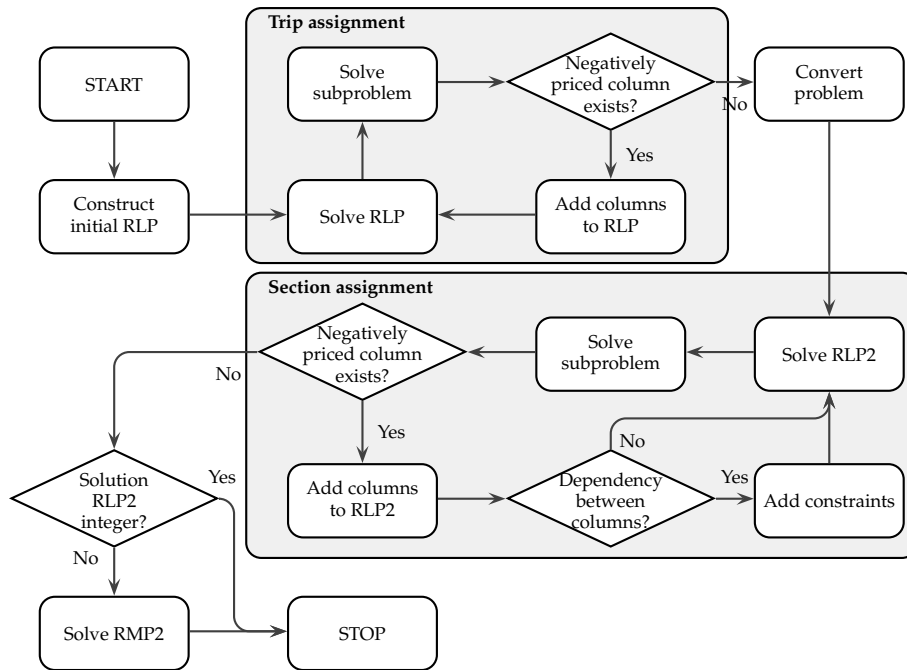 Trip assignment
START
Solve
subproblem
Negatively
priced column
exists?
No
Convert
problem
Yes
Construct
initial RLP
Solve RLP
Add columns
to RLP
Section assignment
Negatively
priced column
exists?
Solve
subproblem
Solve RLP2
No
Yes
No
Solution
RLP2
integer?
Yes
Add columns
to RLP2
Dependency
between
columns?
Yes
Add constraints
No
Solve RMP2
STOP